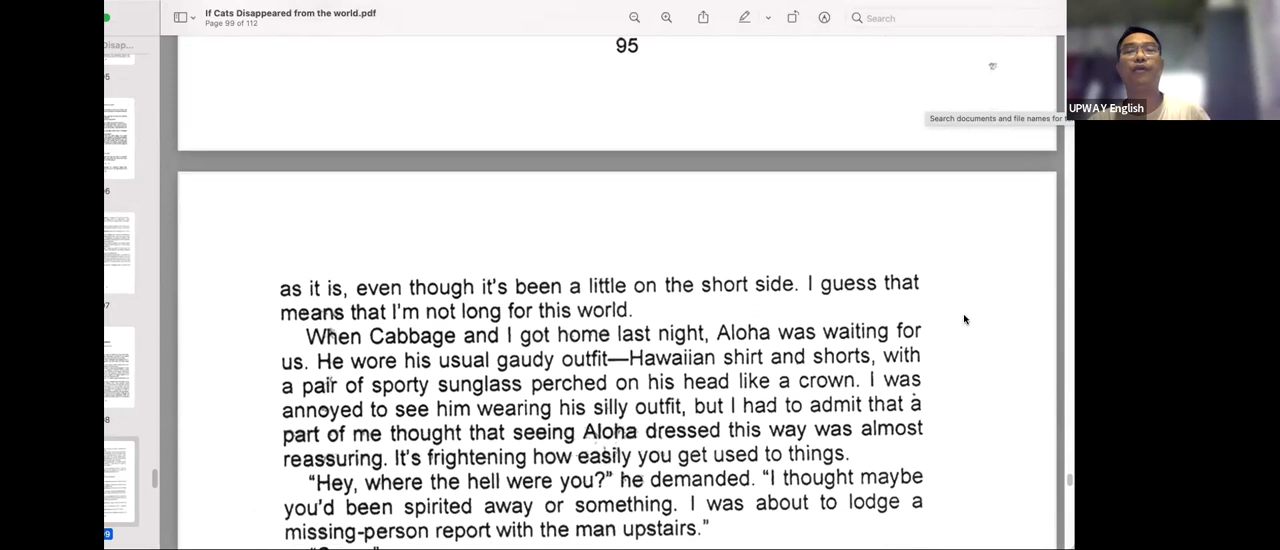 If Cats Disappeared from the world.pdf
Page 99 of 112
Search
Disap...
95
UPWAY English
Search documents and file names for
as it is, even though it's been a little on the short side. I guess that
means that I'm not long for this world.
When Cabbage and I got home last night, Aloha was waiting for
us. He wore his usual gaudy outfit—Hawaiian shirt and shorts, with
a pair of sporty sunglass perched on his head like a crown. I was
annoyed to see him wearing his silly outfit, but I had to admit that a
part of me thought that seeing Aloha dressed this way was almost
reassuring. It's frightening how easily you get used to things.
"Hey, where the hell were you?" he demanded. "I thought maybe
you'd been spirited away or something. I was about to lodge a
missing-person report with the man upstairs."